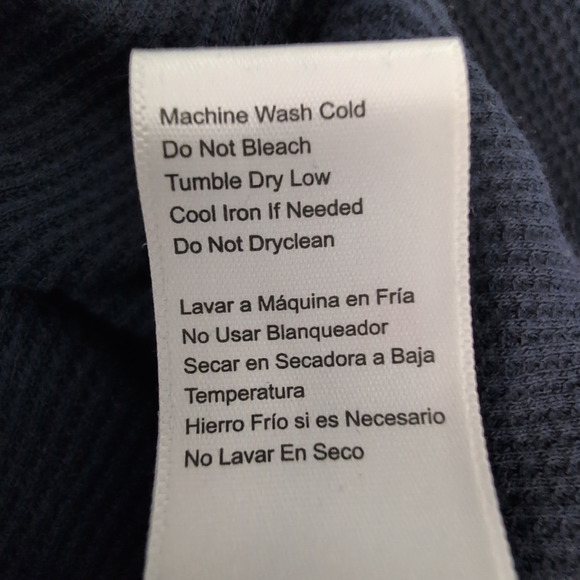 Machine Wash Cold
Do Not Bleach
Tumble Dry Low
Cool Iron If Needed
Do Not Dryclean
Lavar a Máquina en Fría
No Usar Blanqueador
Secar en Secadora a Baja
Temperatura
Hierro Frío si es Necesario
No Lavar En Seco